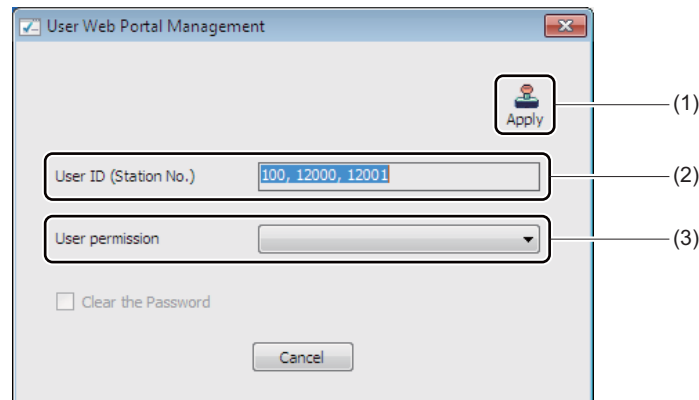 User Web Portal Management
Apply
(1)
User ID (Station No.)
100, 12000, 12001
(2)
User permission
(3)
Clear the Password
Cancel